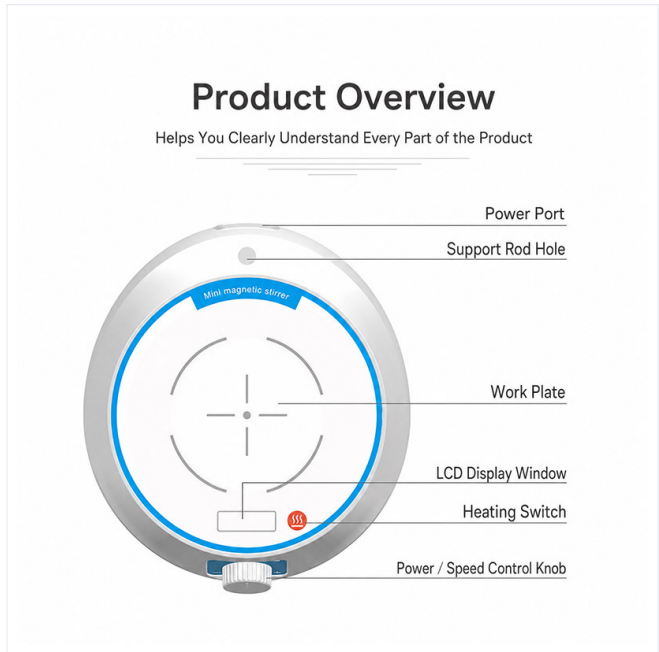 Product Overview
Helps You Clearly Understand Every Part of the Product
Power Port
Support Rod Hole
Mini magnetic stirrer
Work Plate
LCD Display Window
Heating Switch
Power / Speed Control Knob